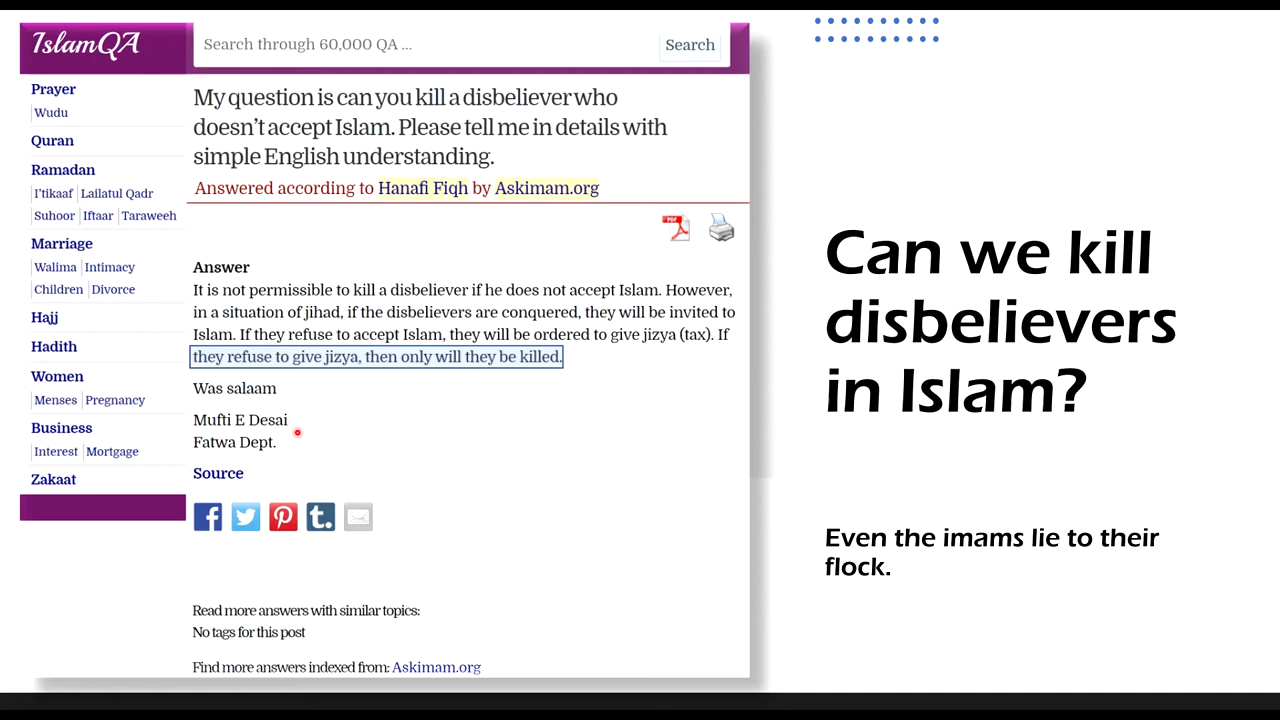 IslamQA
Search through 60,000 QA ...
Search
Prayer
Wudu
Quran
Ramadan
I'tikaaf Lailatul Qadr
Suhoor Iftaar Taraweeh
Marriage
Walima Intimacy
Children Divorce
Hajj
Hadith
Women
Menses Pregnancy
Business
Interest Mortgage
Zakaat
My question is can you kill a disbeliever who
doesn't accept Islam. Please tell me in details with
simple English understanding.
Answered according to Hanafi Fiqh by Askimam.org
PDF
Answer
It is not permissible to kill a disbeliever if he does not accept Islam. However,
in a situation of jihad, if the disbelievers are conquered, they will be invited to
Islam. If they refuse to accept Islam, they will be ordered to give jizya (tax). If
they refuse to give jizya, then only will they be killed.
Was salaam
Mufti E Desai
Fatwa Dept.
Source
Read more answers with similar topics:
No tags for this post
Find more answers indexed from: Askimam.org
Can we kill
disbelievers
in Islam?
Even the imams lie to their
flock.